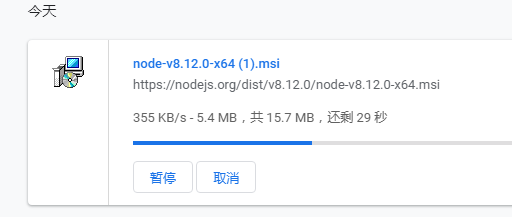 今天
node-v8.12.0-x64 (1).msi
https://nodejs.org/dist/v8.12.0/node-v8.12.0-x64.msi
355 KB/s - 5.4 MB，共 15.7 MB，还剩 29 秒
暂停 取消